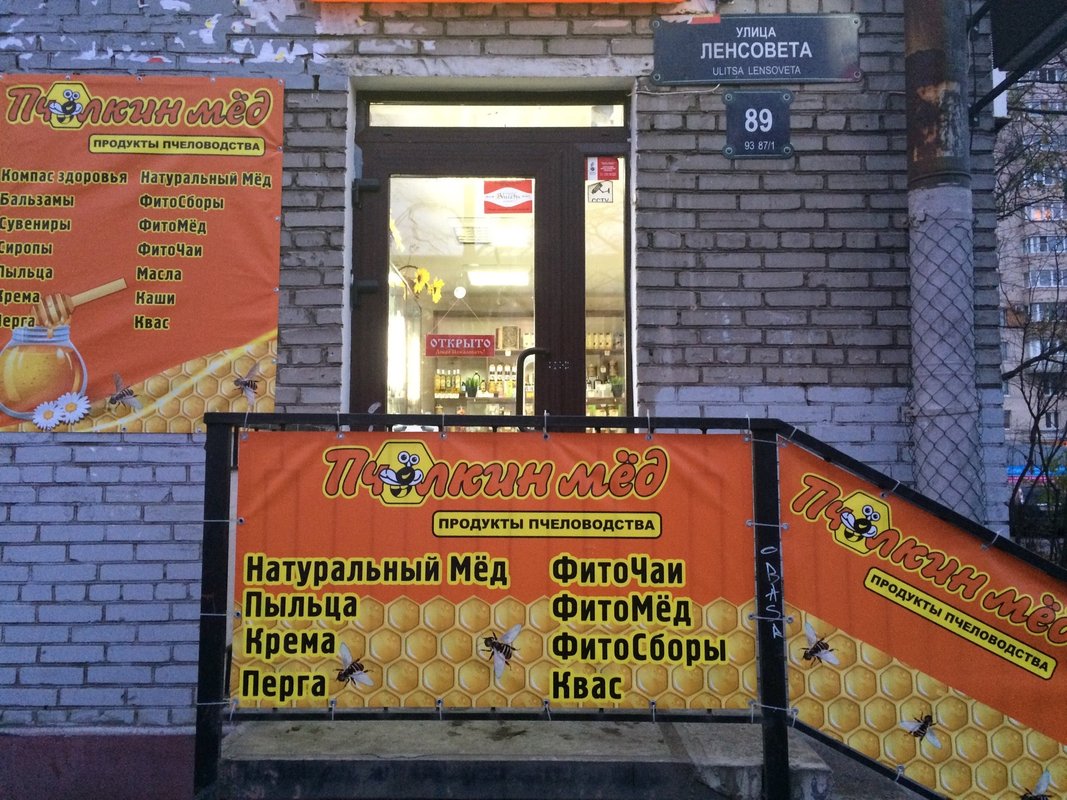 УЛИЦА
ЛЕНСОВЕТА
ULITSA LENSOVETA
89
93 87/1
Пчёлкин мёд
ПРОДУКТЫ ПЧЕЛОВОДСТВА
Компас здоровья Натуральный Мёд
Бальзамы ФитоСборы
Сувениры ФитоМёд
Сиропы ФитоЧаи
Пыльца Масла
Крема Каши
Перга Квас
CCTV
ОТКРЫТО
Добро Пожаловать!
Пчёлкин мёд
ПРОДУКТЫ ПЧЕЛОВОДСТВА
Натуральный Мёд ФитоЧаи
Пыльца ФитоМёд
Крема ФитоСборы
Перга Квас
Пчёлкин мёд
ПРОДУКТЫ ПЧЕЛОВОДСТВА